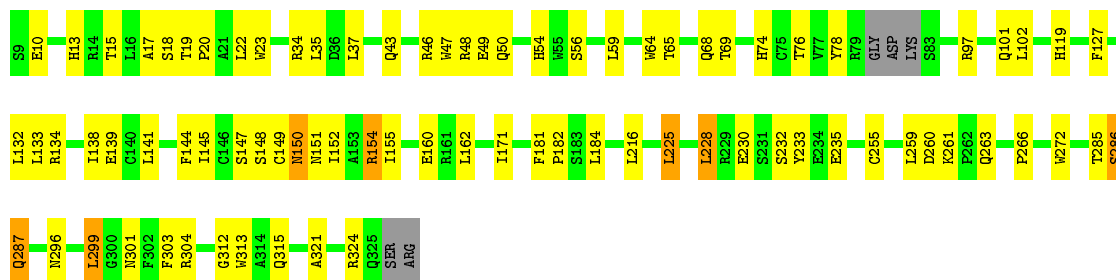 S9 E10 H13 R14 T15 L16 A17 S18 T19 P20 A21 L22 W23 R34 L35 D36 L37 Q43 R46 W47 R48 E49 Q50 H54 W55 S56 L59 W64 T65 Q68 T69 H74 C75 T76 V77 Y78 R79 GLY ASP LYS S83 R97 Q101 L102 H119 F127
L132 L133 R134 I138 E139 C140 L141 F144 I145 C146 S147 S148 C149 N150 N151 I152 A153 R154 I155 E160 R161 L162 I171 F181 P182 S183 L184 L216 L225 L228 R229 E230 S231 S232 Y233 E234 E235 C255 L259 D260 K261 P262 Q263 P266 W272 T285 S286
Q287 N296 L299 G300 N301 F302 F303 R304 G312 W313 A314 Q315 A321 R324 Q325 SER ARG